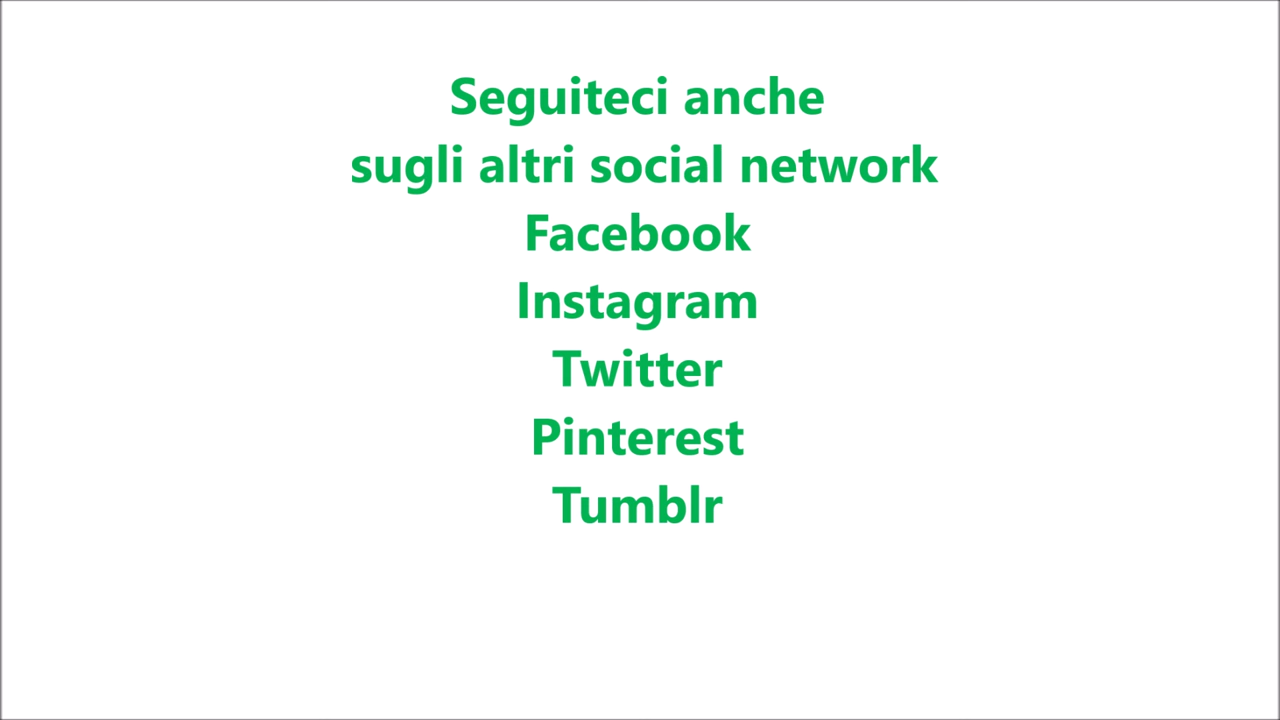 Seguiteci anche
sugli altri social network
Facebook
Instagram
Twitter
Pinterest
Tumblr